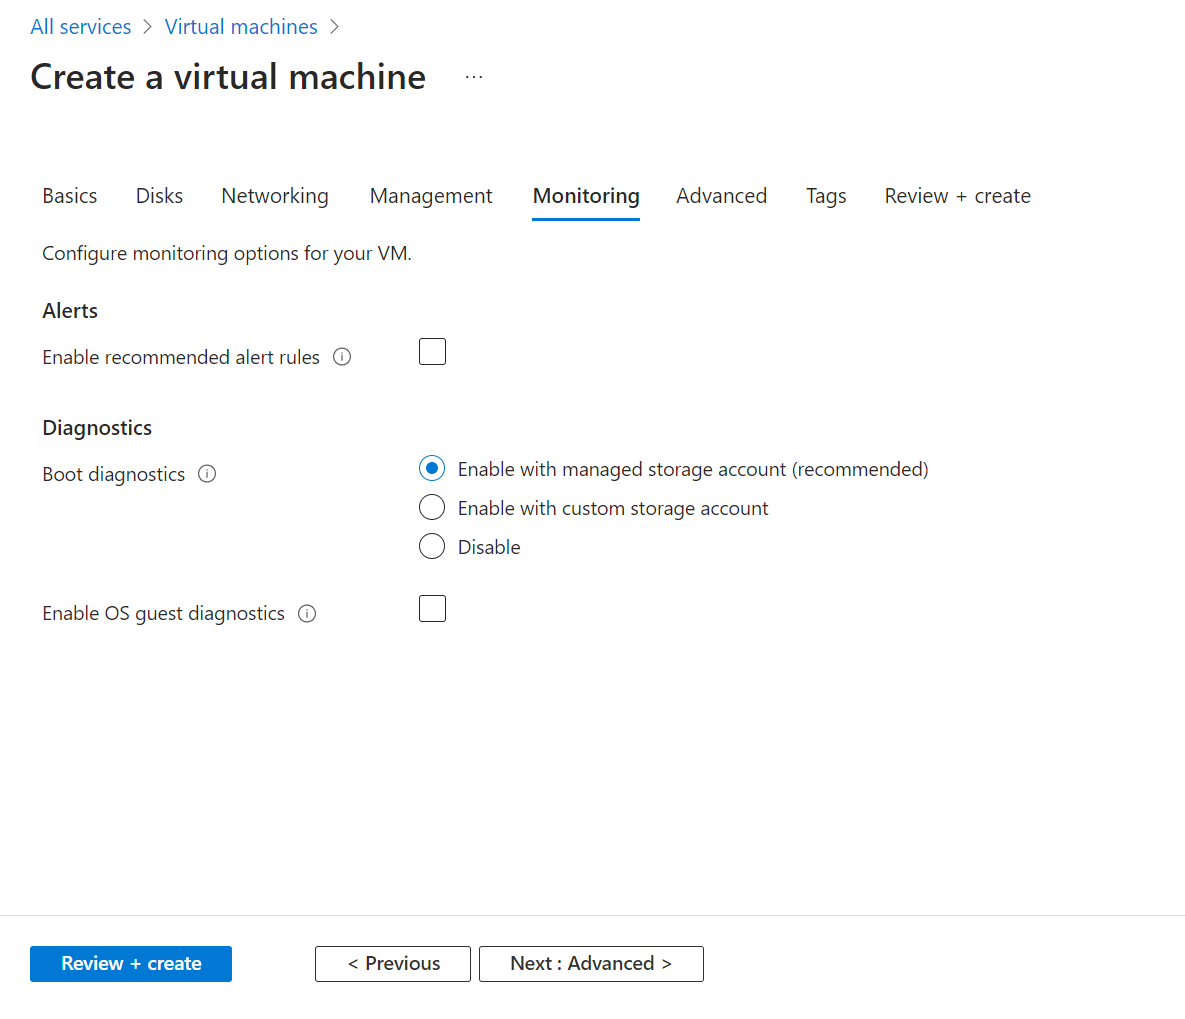 All services > Virtual machines >
Create a virtual machine ...
Basics Disks Networking Management Monitoring Advanced Tags Review + create
Configure monitoring options for your VM.
Alerts
Enable recommended alert rules
Diagnostics
Boot diagnostics
Enable with managed storage account (recommended)
Enable with custom storage account
Disable
Enable OS guest diagnostics
Review + create < Previous Next : Advanced >